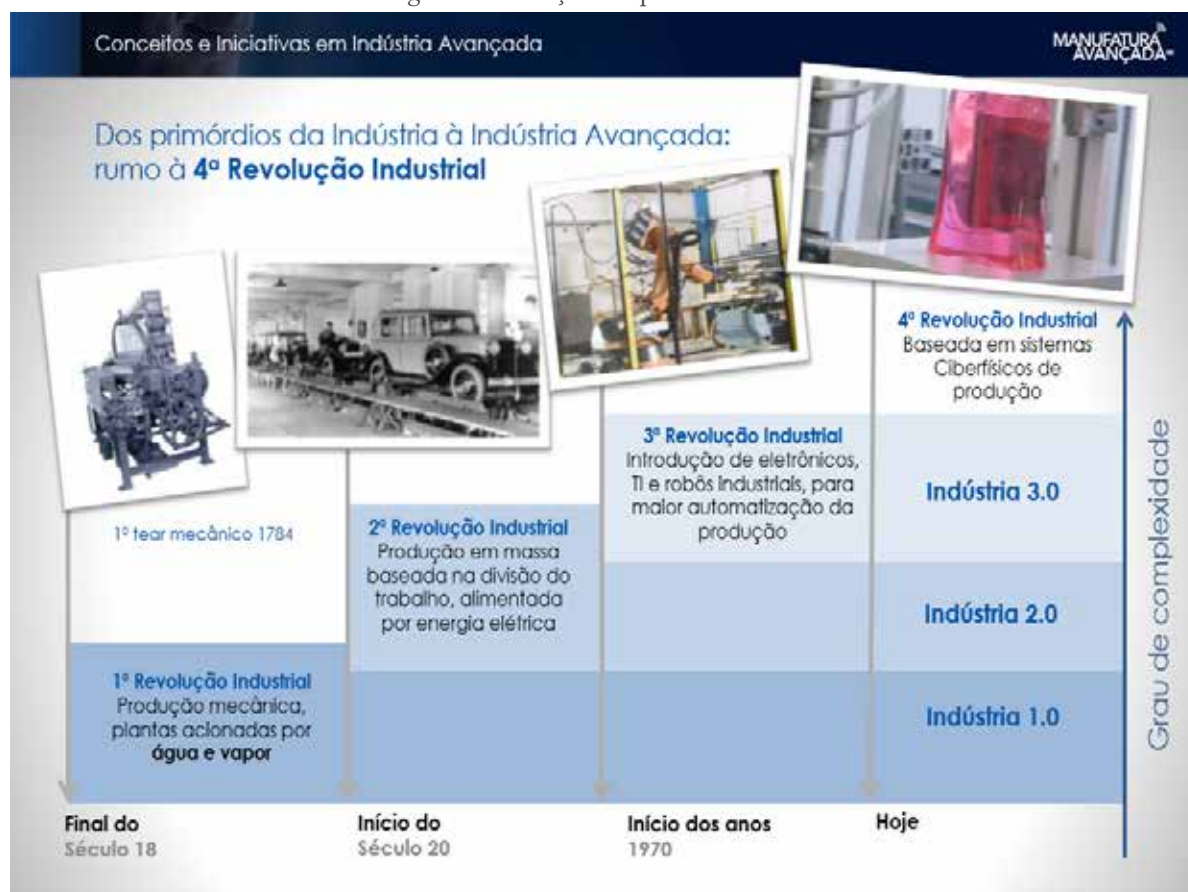 Conceitos e Iniciativas em Indústria Avançada
MANUFATURA
AVANÇADA
Dos primórdios da Indústria à Indústria Avançada:
rumo à 4ª Revolução Industrial
1º tear mecânico 1784
1ª Revolução Industrial
Produção mecânica,
plantas acionadas por
água e vapor
2ª Revolução Industrial
Produção em massa
baseada na divisão do
trabalho, alimentada
por energia elétrica
3ª Revolução Industrial
Introdução de eletrônicos,
TI e robôs industriais, para
maior automatização da
produção
4ª Revolução Industrial
Baseada em sistemas
Ciberfísicos de
produção
Indústria 3.0
Indústria 2.0
Indústria 1.0
Grau de complexidade
Final do
Século 18
Início do
Século 20
Início dos anos
1970
Hoje